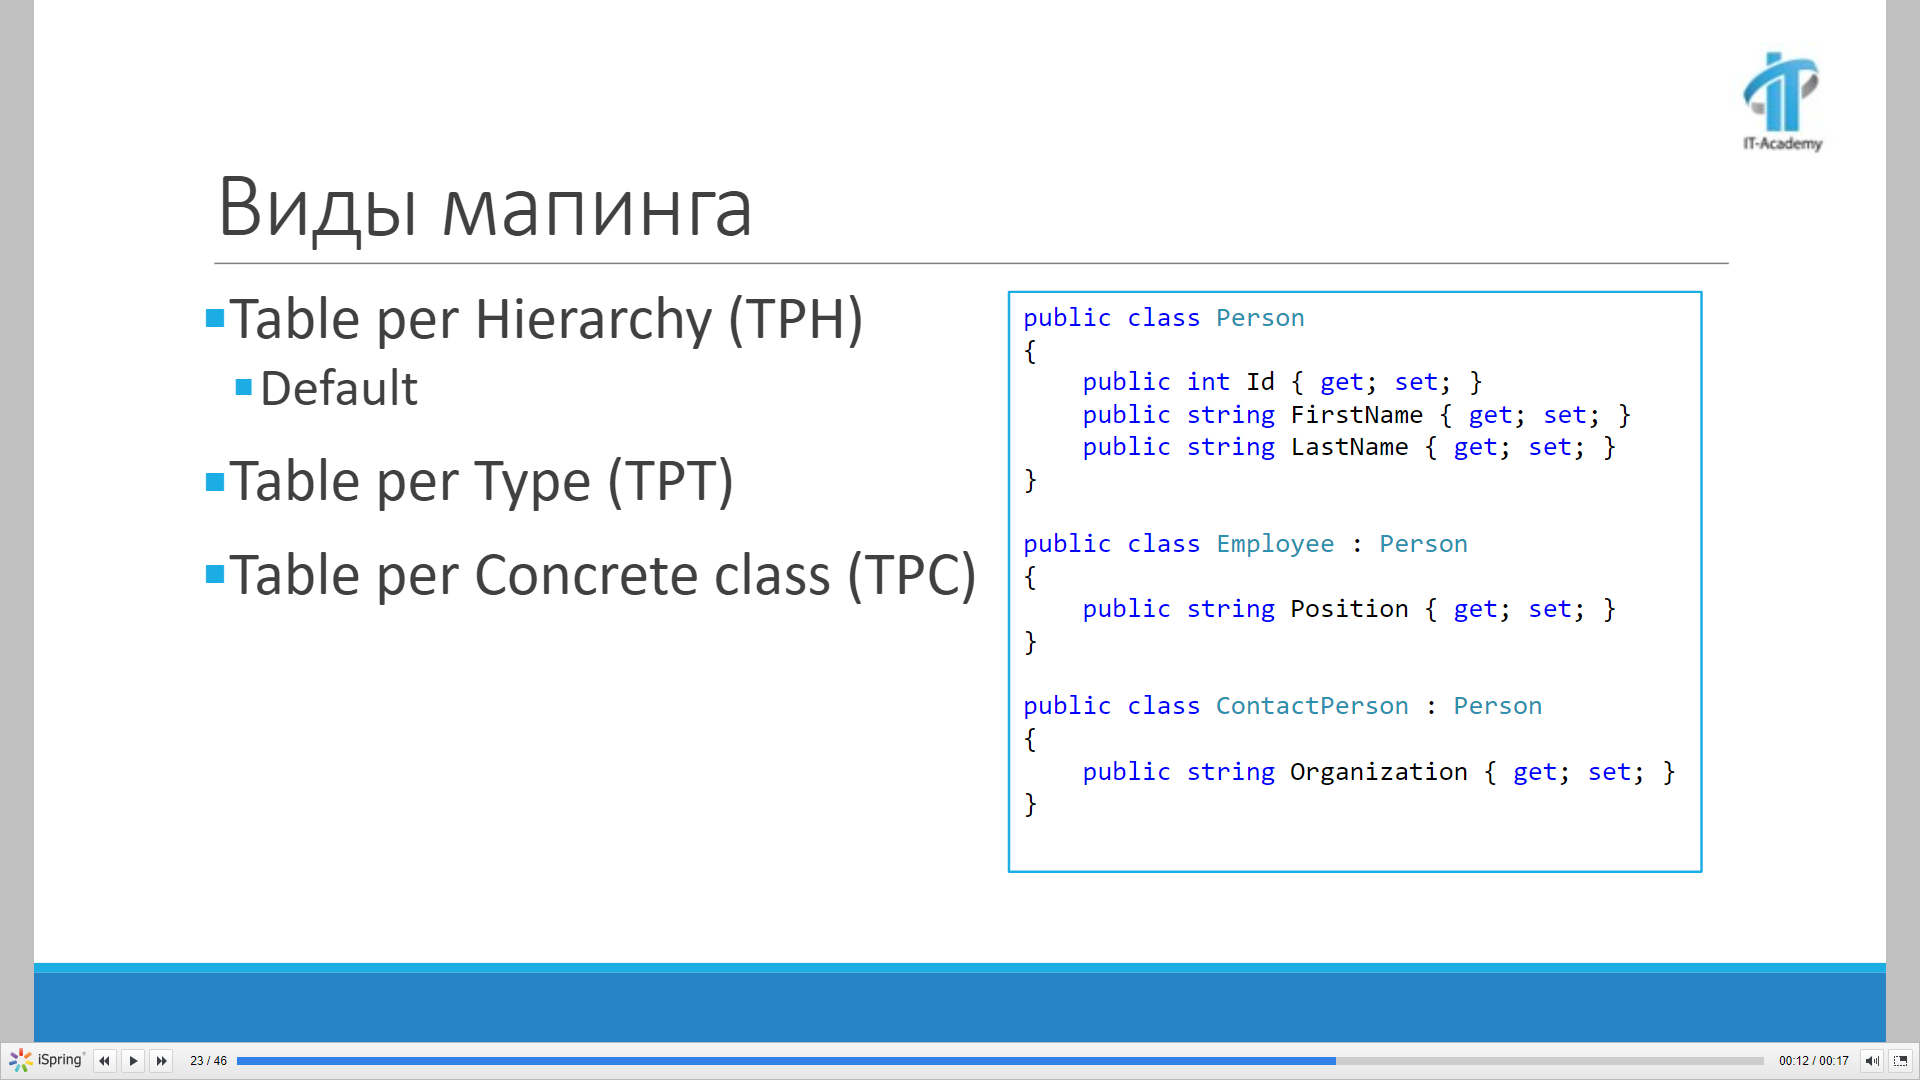 IT-Academy
Виды мапинга
Table per Hierarchy (TPH)
Default
Table per Type (TPT)
Table per Concrete class (TPC)
public class Person
{
    public int Id { get; set; }
    public string FirstName { get; set; }
    public string LastName { get; set; }
}
public class Employee : Person
{
    public string Position { get; set; }
}
public class ContactPerson : Person
{
    public string Organization { get; set; }
}
iSpring
23 / 46
00:12 / 00:17